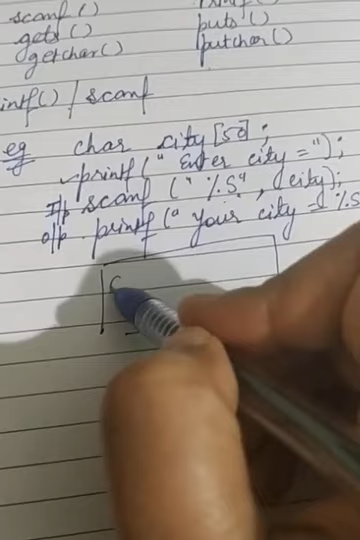 scanf() printf()
gets() puts()
getchar() putchar()
intf() / scanf
eg char city[50];
printf(" Enter city =");
I/p scanf ("%s", city);
o/p printf(" your city = %s